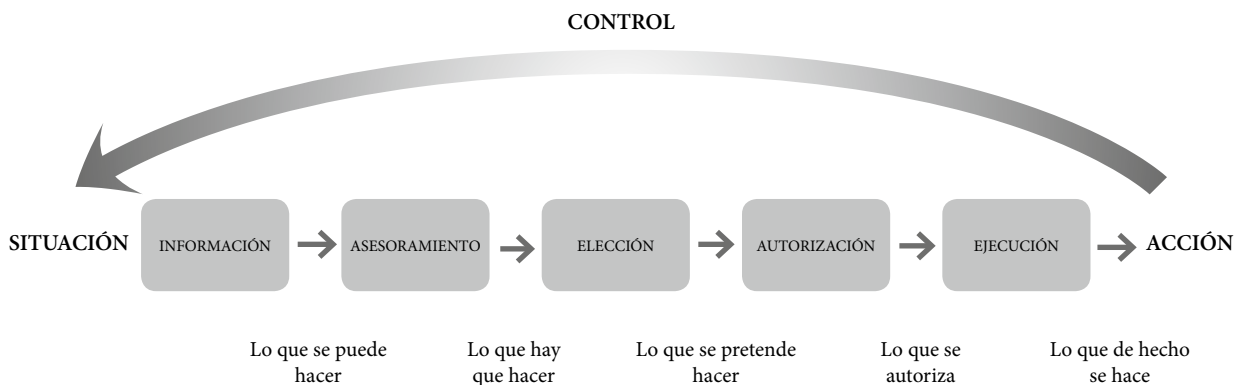 CONTROL
SITUACIÓN
INFORMACIÓN
ASESORAMIENTO
ELECCIÓN
AUTORIZACIÓN
EJECUCIÓN
ACCIÓN
Lo que se puede
hacer
Lo que hay
que hacer
Lo que se pretende
hacer
Lo que se
autoriza
Lo que de hecho
se hace